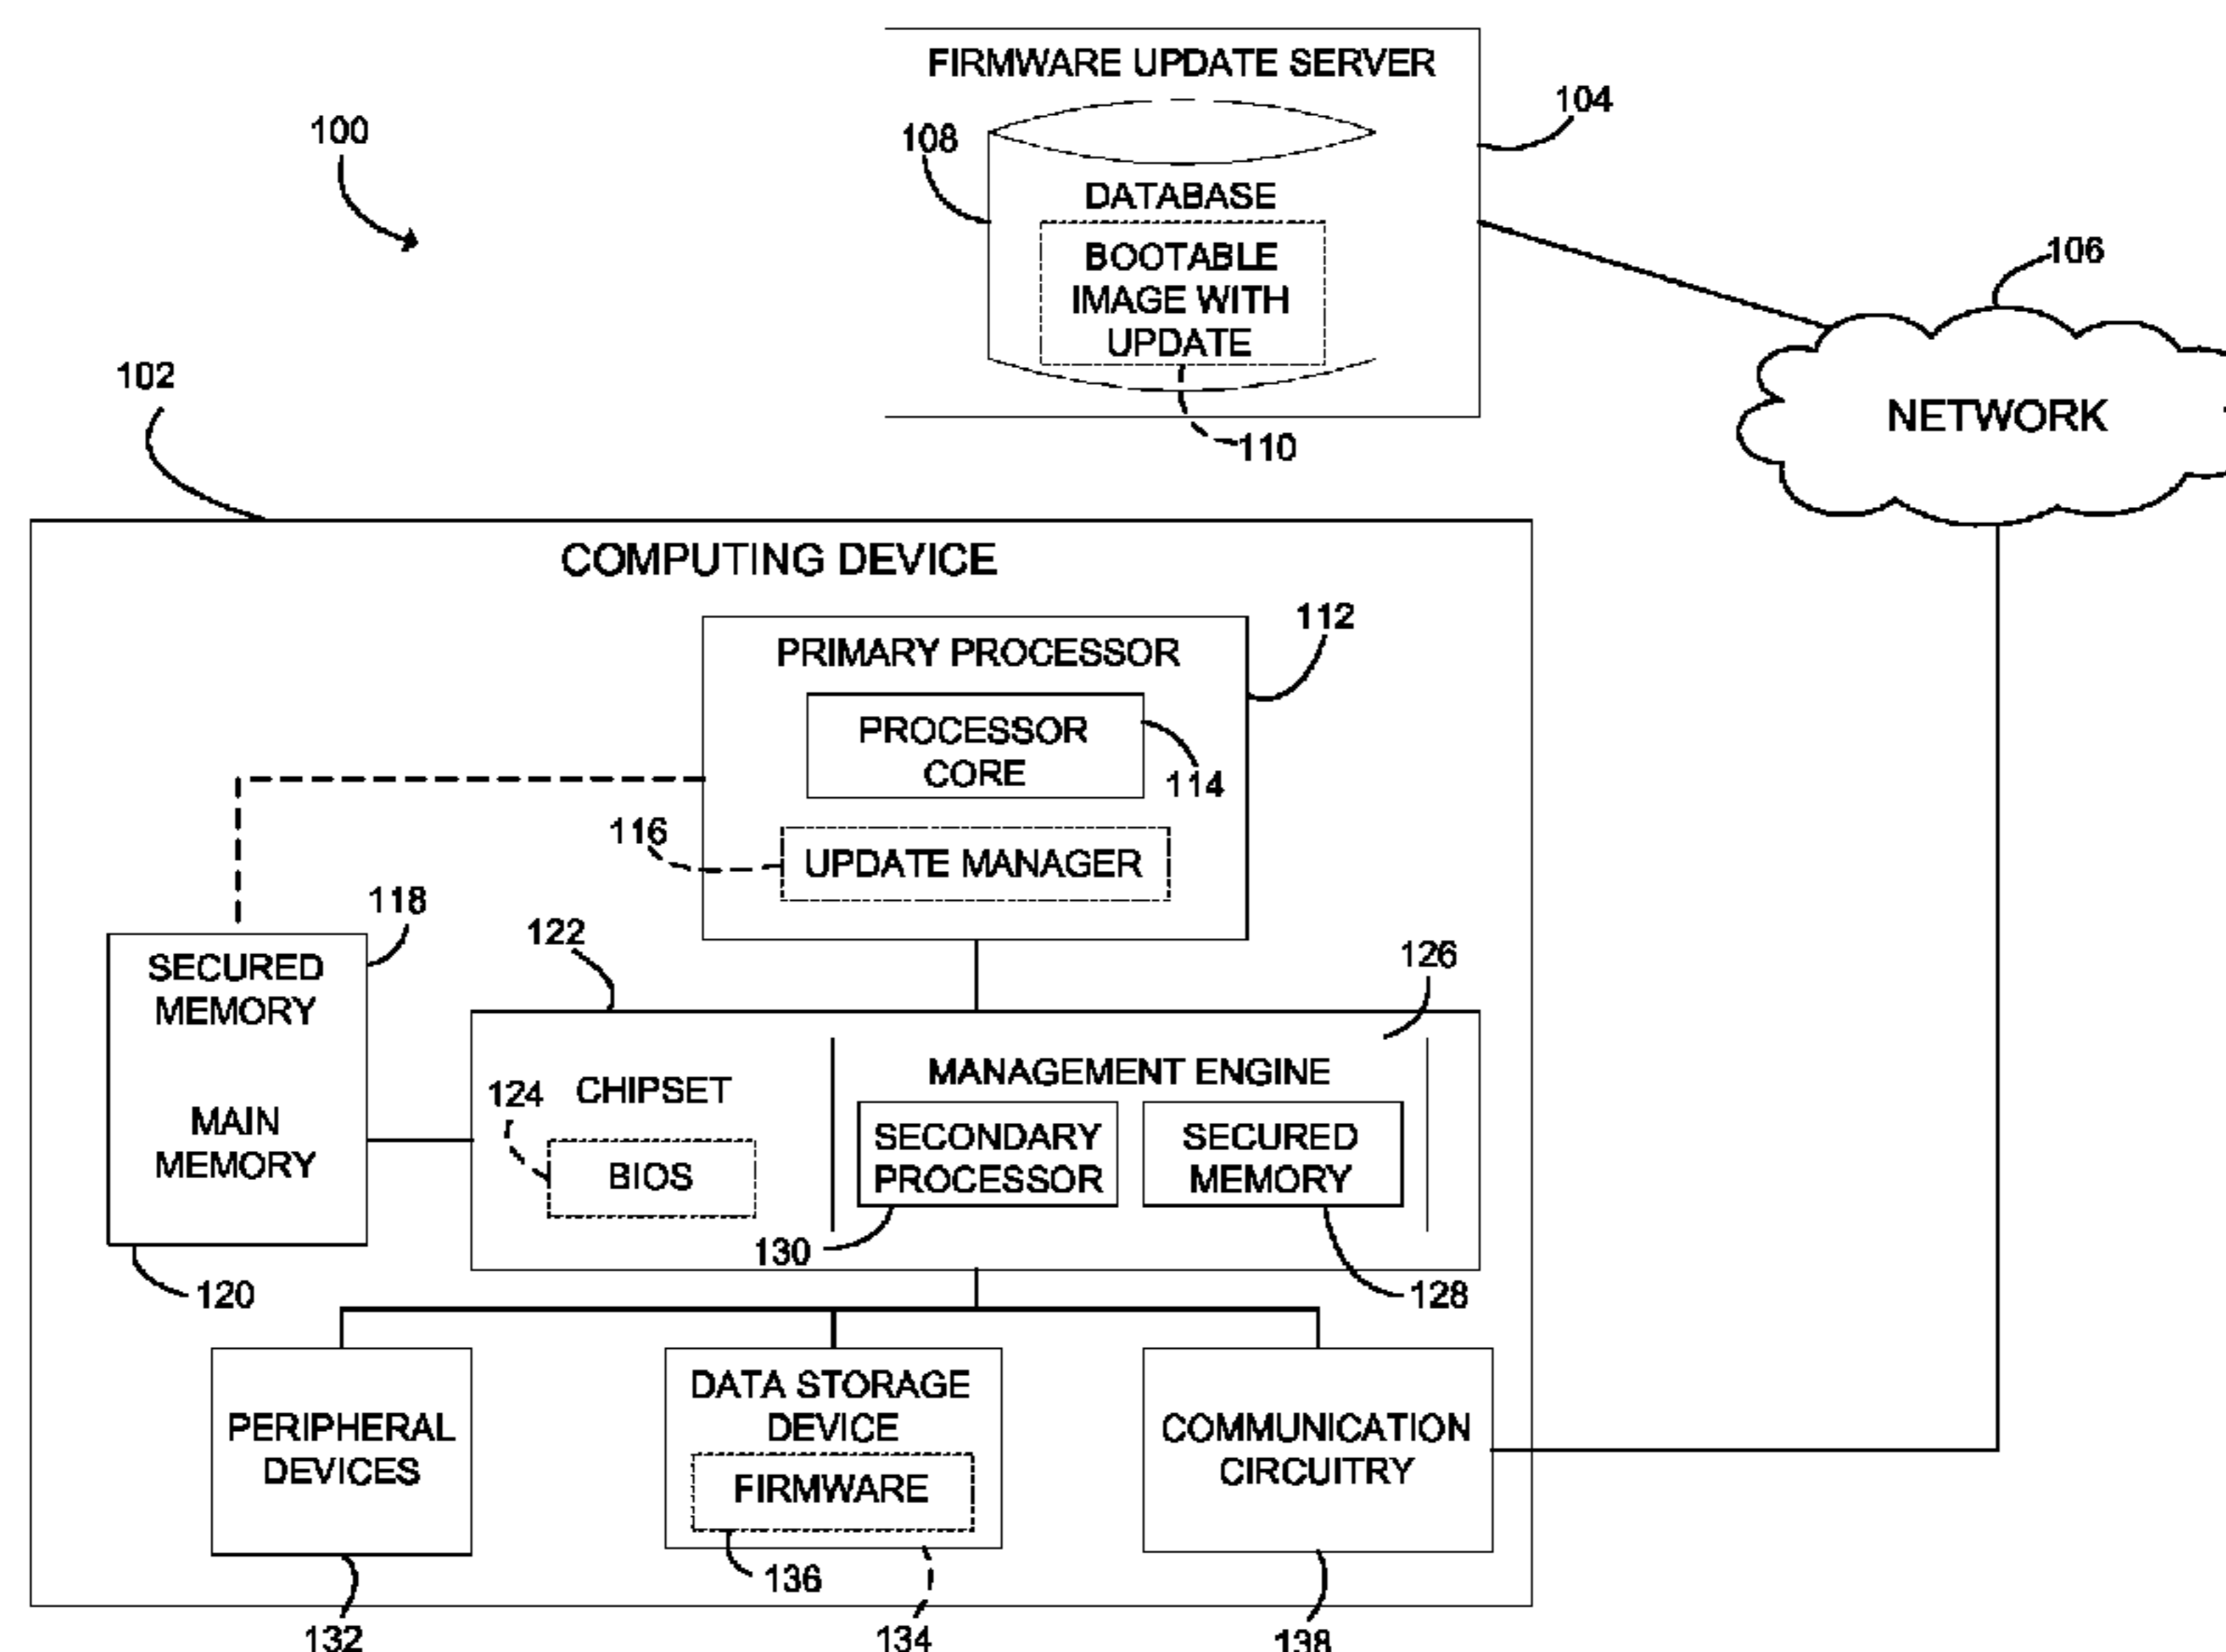 FIRMWARE UPDATE SERVER
104
100
108
DATABASE
BOOTABLE
IMAGE WITH
UPDATE
106
NETWORK
110
102
COMPUTING DEVICE
112
PRIMARY PROCESSOR
PROCESSOR
CORE
114
116
UPDATE MANAGER
118
122
126
SECURED
MEMORY
MAIN
MEMORY
CHIPSET
124
BIOS
MANAGEMENT ENGINE
SECONDARY
PROCESSOR
SECURED
MEMORY
130
128
120
PERIPHERAL
DEVICES
DATA STORAGE
DEVICE
FIRMWARE
COMMUNICATION
CIRCUITRY
136
132
134
138